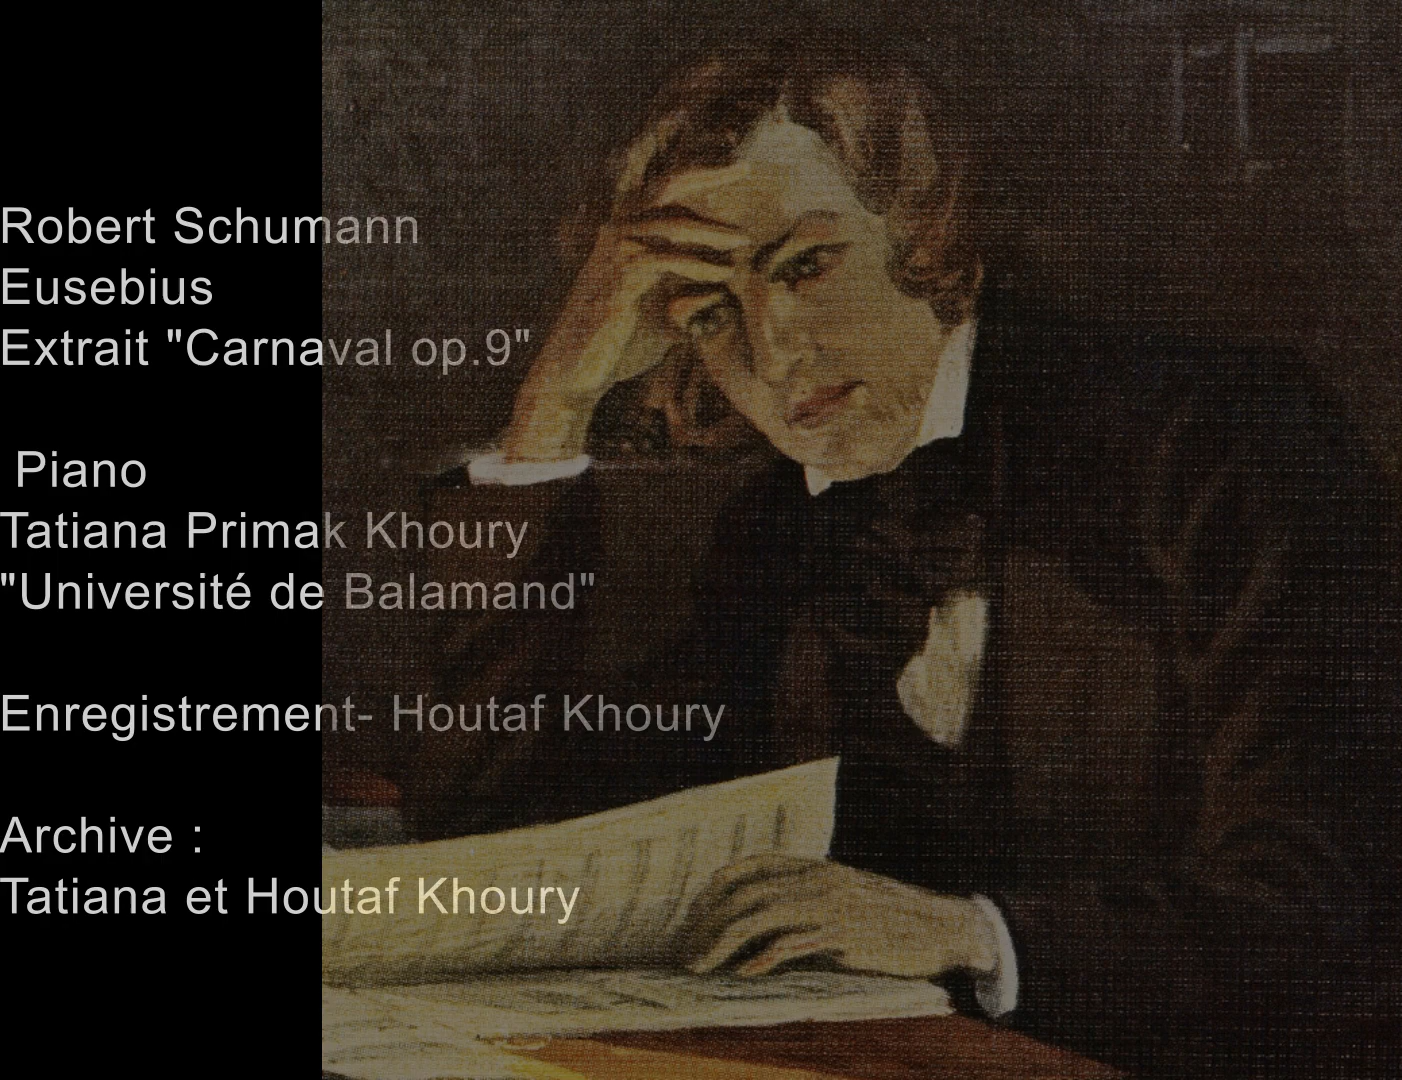 Robert Schumann
Eusebius
Extrait "Carnaval op.9"
Piano
Tatiana Primak Khoury
"Université de Balamand"
Enregistrement- Houtaf Khoury
Archive :
Tatiana et Houtaf Khoury